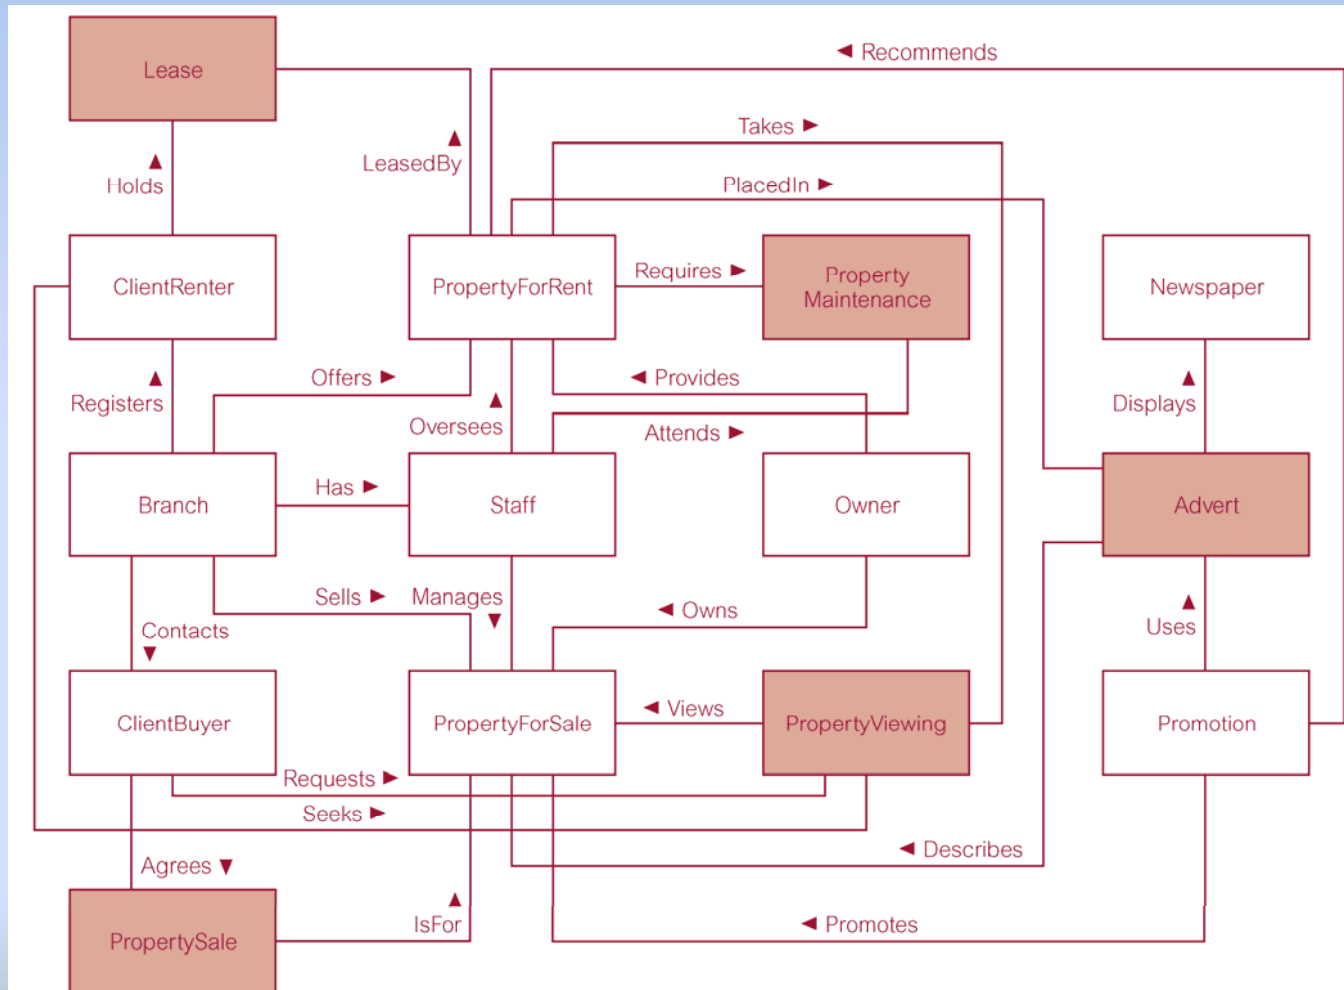 Lease
◄ Recommends
Takes ►
▲
LeasedBy
▲
Holds
PlacedIn ►
ClientRenter
PropertyForRent
Requires ►
Property
Maintenance
Newspaper
▲
Registers
Offers ►
▲
Oversees
◄ Provides
▲
Displays
Attends ►
Branch
Has ►
Staff
Owner
Advert
Sells ►
Manages
▼
◄ Owns
Contacts
▼
▲
Uses
ClientBuyer
PropertyForSale
◄ Views
PropertyViewing
Promotion
Requests ►
Seeks ►
◄ Describes
Agrees ▼
▲
IsFor
◄ Promotes
PropertySale